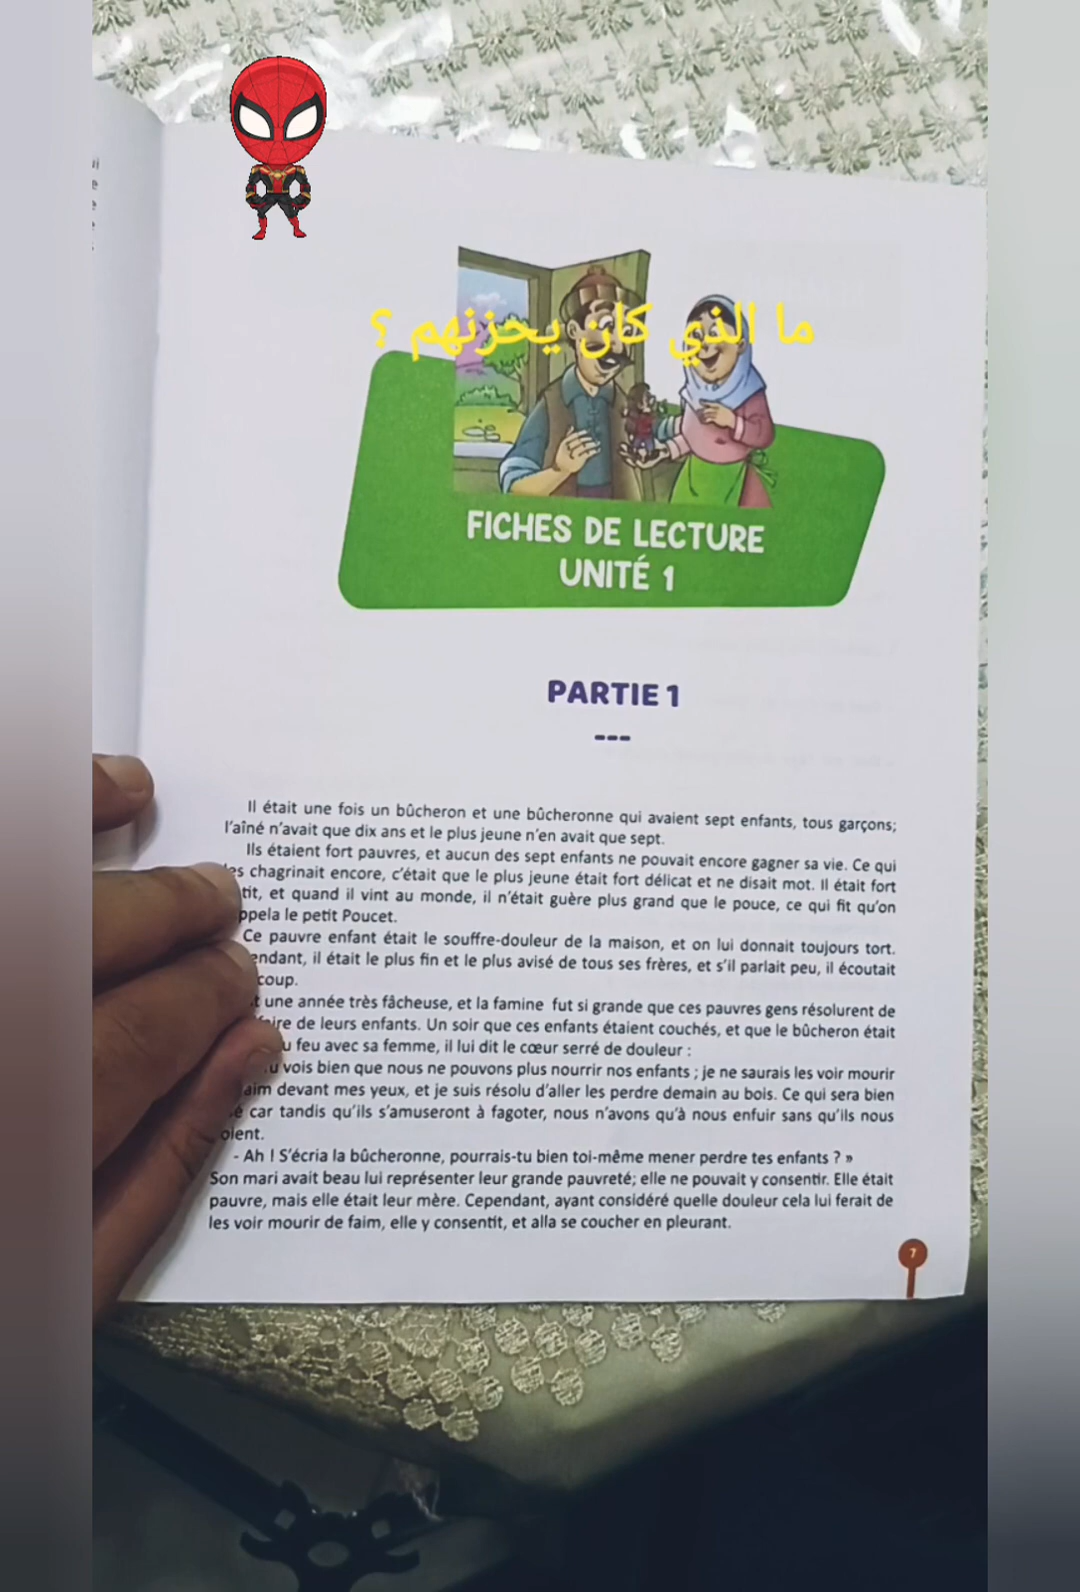 ما الذي كان يحزنهم ؟
FICHES DE LECTURE
UNITÉ 1
PARTIE 1
---
Il était une fois un bûcheron et une bûcheronne qui avaient sept enfants, tous garçons;
l'aîné n'avait que dix ans et le plus jeune n'en avait que sept.
Ils étaient fort pauvres, et aucun des sept enfants ne pouvait encore gagner sa vie. Ce qui
chagrinait encore, c'était que le plus jeune était fort délicat et ne disait mot. Il était fort
et quand il vint au monde, il n'était guère plus grand que le pouce, ce qui fit qu'on
le petit Poucet.
Ce pauvre enfant était le souffre-douleur de la maison, et on lui donnait toujours tort.
il était le plus fin et le plus avisé de tous ses frères, et s'il parlait peu, il écoutait
une année très fâcheuse, et la famine fut si grande que ces pauvres gens résolurent de
de leurs enfants. Un soir que ces enfants étaient couchés, et que le bûcheron était
feu avec sa femme, il lui dit le cœur serré de douleur :
vois bien que nous ne pouvons plus nourrir nos enfants ; je ne saurais les voir mourir
devant mes yeux, et je suis résolu d'aller les perdre demain au bois. Ce qui sera bien
car tandis qu'ils s'amuseront à fagoter, nous n'avons qu'à nous enfuir sans qu'ils nous
- Ah ! S'écria la bûcheronne, pourrais-tu bien toi-même mener perdre tes enfants ? »
Son mari avait beau lui représenter leur grande pauvreté; elle ne pouvait y consentir. Elle était
pauvre, mais elle était leur mère. Cependant, ayant considéré quelle douleur cela lui ferait de
les voir mourir de faim, elle y consentit, et alla se coucher en pleurant.
7